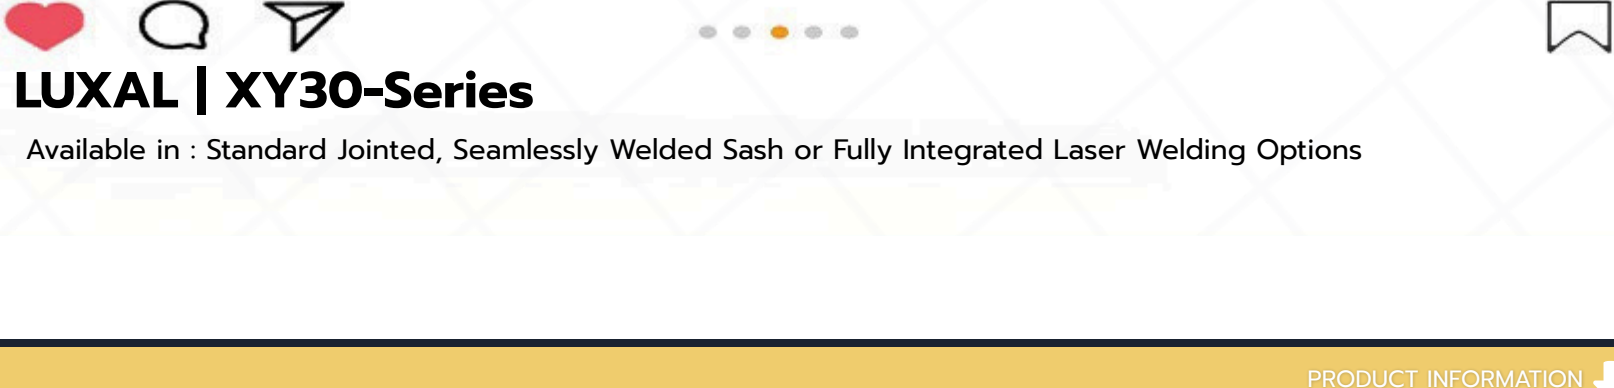 LUXAL | XY30-Series
Available in : Standard Jointed, Seamlessly Welded Sash or Fully Integrated Laser Welding Options
PRODUCT INFORMATION